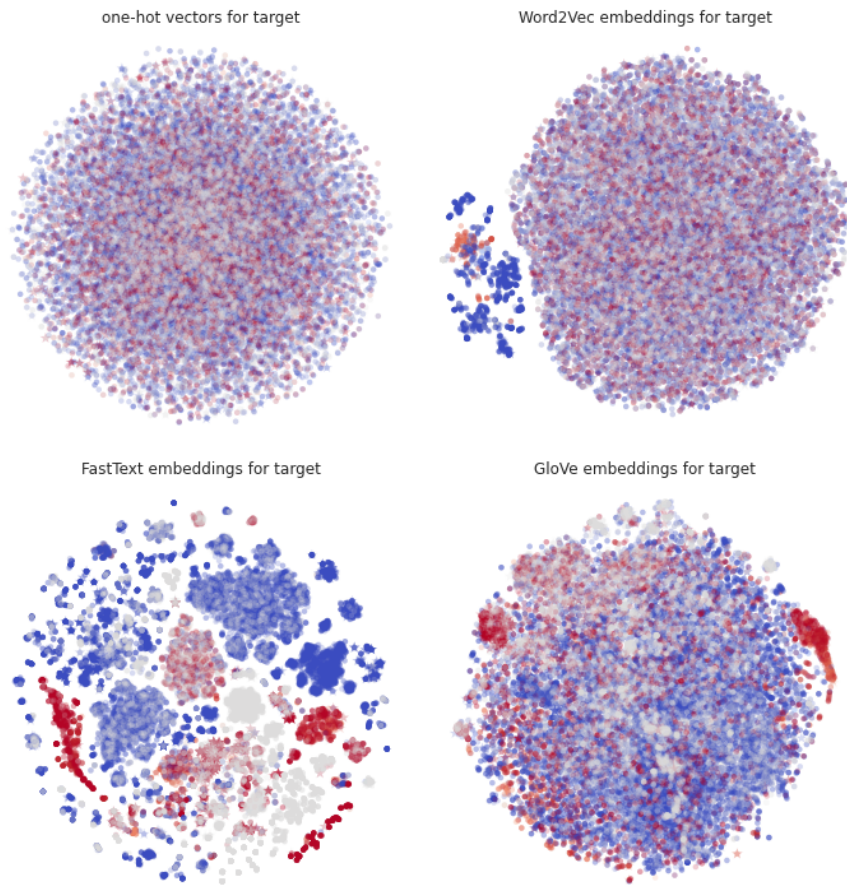 one-hot vectors for target
Word2Vec embeddings for target
FastText embeddings for target
GloVe embeddings for target